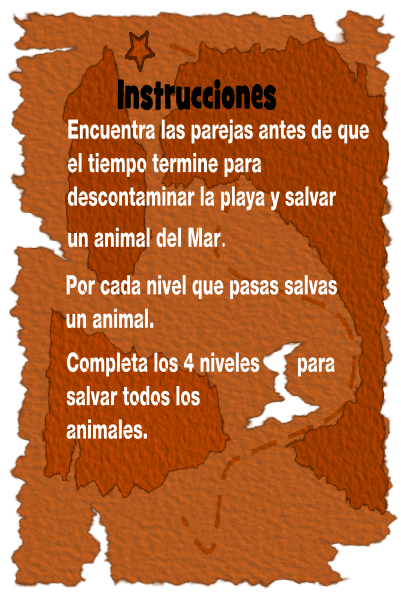 Instrucciones
Encuentra las parejas antes de que
el tiempo termine para
descontaminar la playa y salvar
un animal del Mar.
Por cada nivel que pasas salvas
un animal.
Completa los 4 niveles para
salvar todos los
animales.